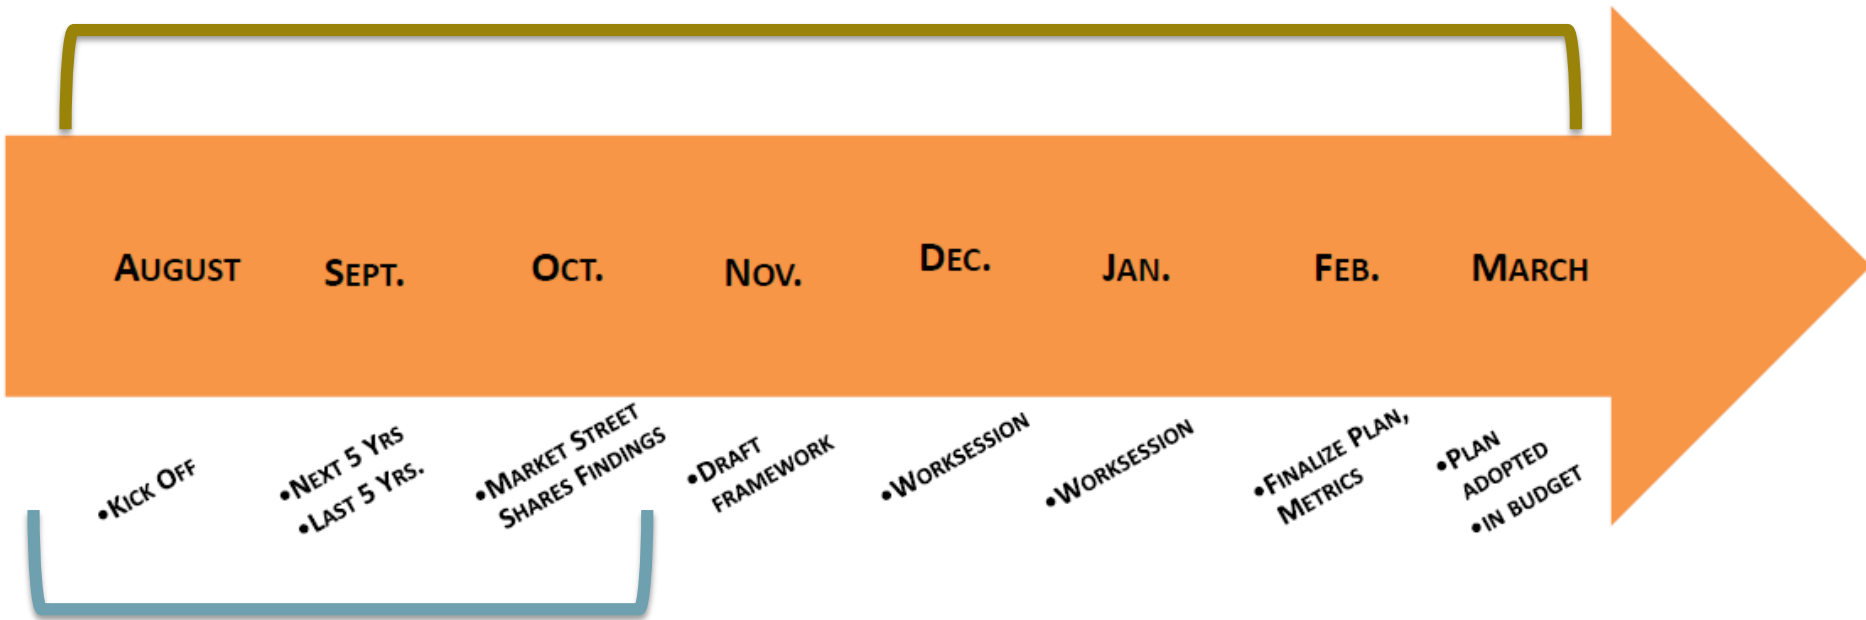 AUGUST
SEPT.
OCT.
NOV.
DEC.
JAN.
FEB.
MARCH
•KICK OFF
•NEXT 5 YRS
•LAST 5 YRS.
•MARKET STREET
SHARES FINDINGS
•DRAFT
FRAMEWORK
•WORKSESSION
•WORKSESSION
•FINALIZE PLAN,
METRICS
•PLAN
ADOPTED
•IN BUDGET